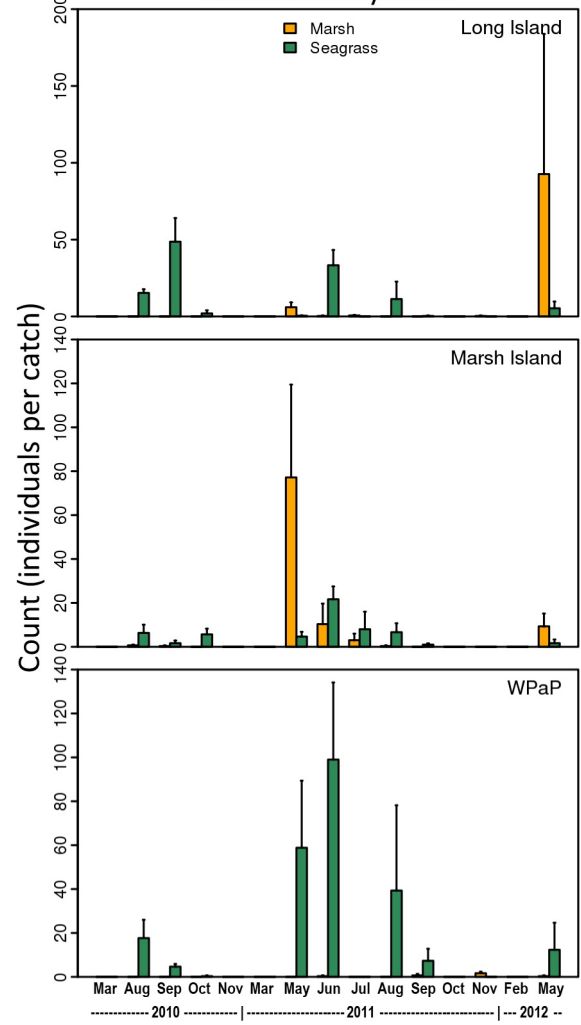 Marsh
Seagrass
Long Island
200
150
100
50
0
Marsh Island
140
120
100
80
60
40
20
0
WPaP
140
120
100
80
60
40
20
0
Count (individuals per catch)
Mar Aug Sep Oct Nov Mar May Jun Jul Aug Sep Oct Nov Feb May
----------- 2010 ------------|------------------------ 2011 ---------------------------|--- 2012 --